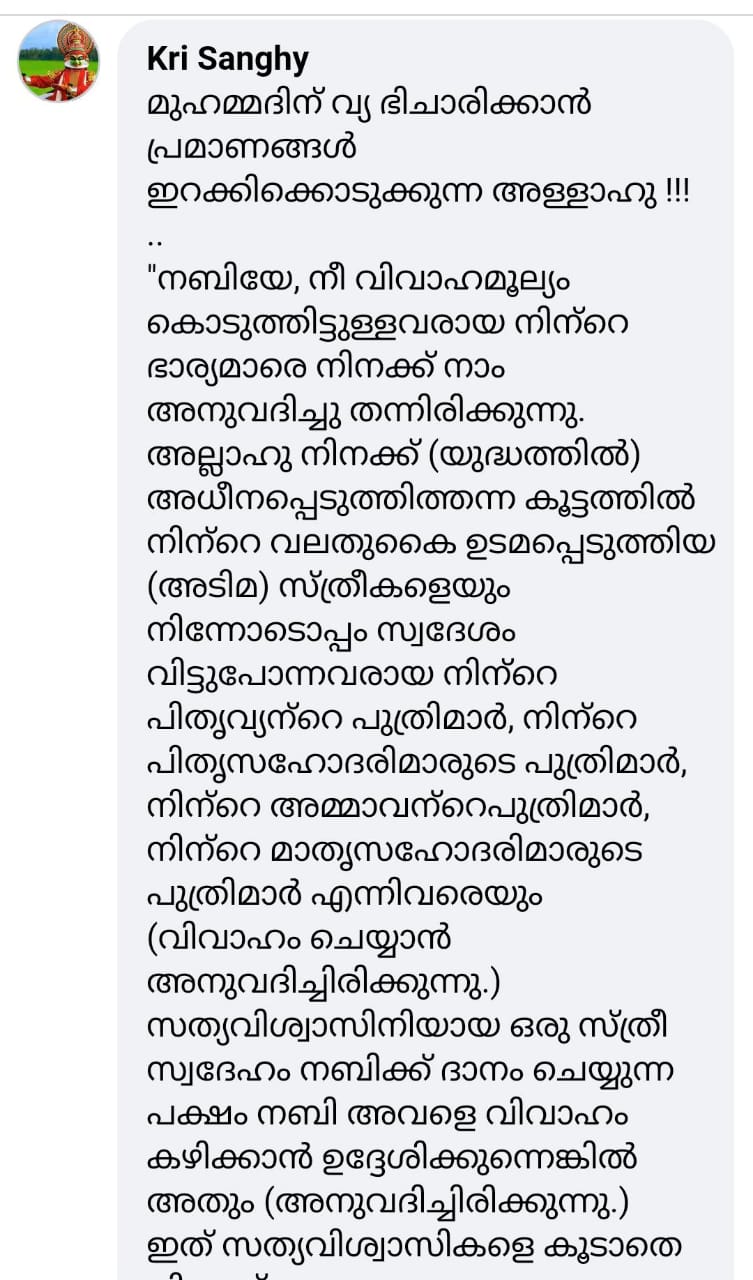 Kri Sanghy
മുഹമ്മദിന് വ്യ ഭിചാരിക്കാൻ
പ്രമാണങ്ങൾ
ഇറക്കിക്കൊടുക്കുന്ന അള്ളാഹു !!!
..
"നബിയേ, നീ വിവാഹമൂല്യം
കൊടുത്തിട്ടുള്ളവരായ നിന്റെ
ഭാര്യമാരെ നിനക്ക് നാം
അനുവദിച്ചു തന്നിരിക്കുന്നു.
അല്ലാഹു നിനക്ക് (യുദ്ധത്തിൽ)
അധീനപ്പെടുത്തിത്തന്ന കൂട്ടത്തിൽ
നിന്റെ വലതുകൈ ഉടമപ്പെടുത്തിയ
(അടിമ) സ്ത്രീകളെയും
നിന്നോടൊപ്പം സ്വദേശം
വിട്ടുപോന്നവരായ നിന്റെ
പിതൃവ്യന്റെ പുത്രിമാർ, നിന്റെ
പിതൃസഹോദരിമാരുടെ പുത്രിമാർ,
നിന്റെ അമ്മാവന്റെപുത്രിമാർ,
നിന്റെ മാതൃസഹോദരിമാരുടെ
പുത്രിമാർ എന്നിവരെയും
(വിവാഹം ചെയ്യാൻ
അനുവദിച്ചിരിക്കുന്നു.)
സത്യവിശ്വാസിനിയായ ഒരു സ്ത്രീ
സ്വദേഹം നബിക്ക് ദാനം ചെയ്യുന്ന
പക്ഷം നബി അവളെ വിവാഹം
കഴിക്കാൻ ഉദ്ദേശിക്കുന്നെങ്കിൽ
അതും (അനുവദിച്ചിരിക്കുന്നു.)
ഇത് സത്യവിശ്വാസികളെ കൂടാതെ